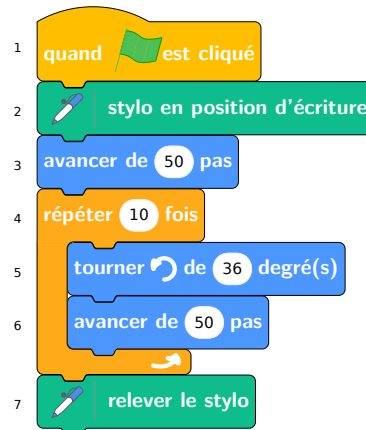 1 quand est cliqué
2 stylo en position d'écriture
3 avancer de 50 pas
4 répéter 10 fois
5 tourner de 36 degré(s)
6 avancer de 50 pas
7 relever le stylo